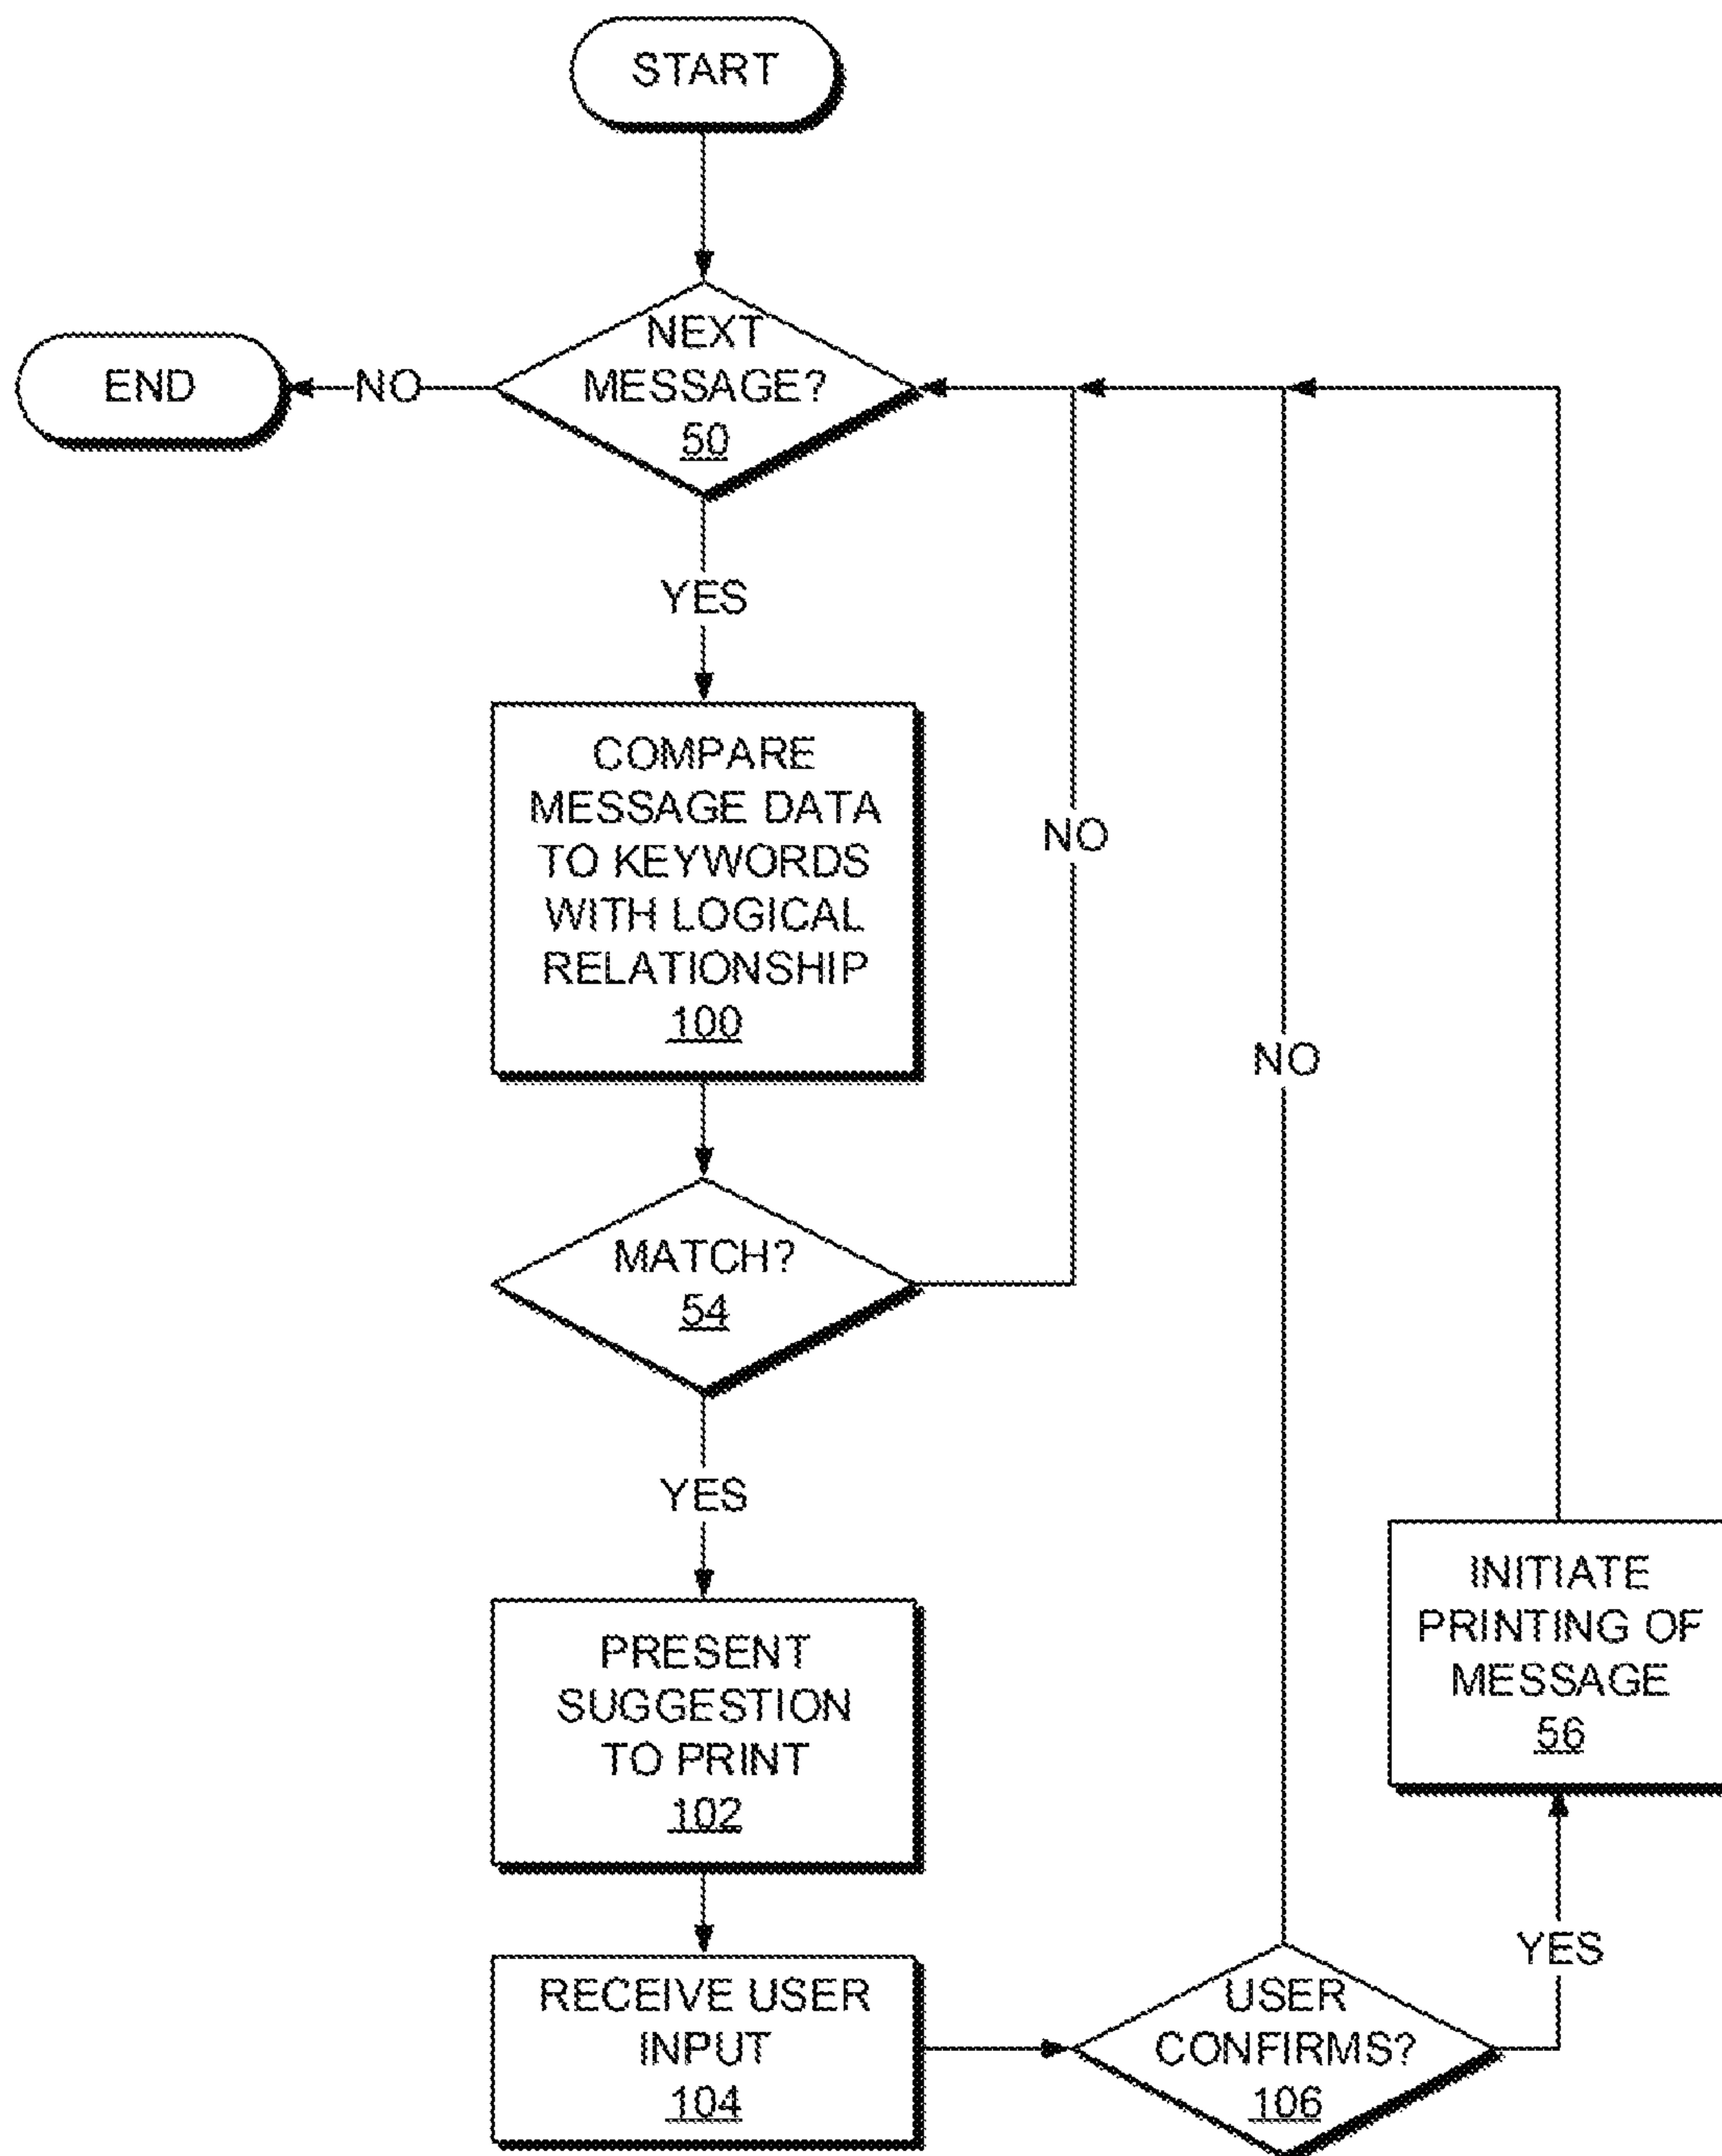 START
NEXT
MESSAGE?
50
END
NO
YES
COMPARE
MESSAGE DATA
TO KEYWORDS
WITH LOGICAL
RELATIONSHIP
100
NO
NO
MATCH?
54
YES
PRESENT
SUGGESTION
TO PRINT
102
INITIATE
PRINTING OF
MESSAGE
56
YES
RECEIVE USER
INPUT
104
USER
CONFIRMS?
106